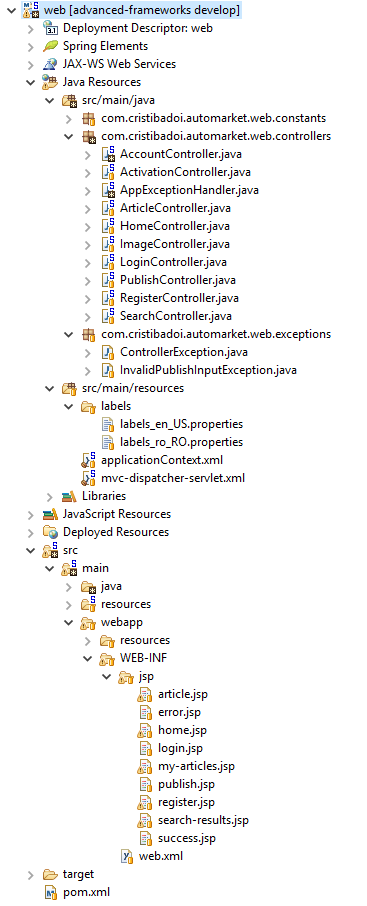 web [advanced-frameworks develop]
Deployment Descriptor: web
Spring Elements
JAX-WS Web Services
Java Resources
src/main/java
com.cristibadoi.automarket.web.constants
com.cristibadoi.automarket.web.controllers
AccountController.java
ActivationController.java
AppExceptionHandler.java
ArticleController.java
HomeController.java
ImageController.java
LoginController.java
PublishController.java
RegisterController.java
SearchController.java
com.cristibadoi.automarket.web.exceptions
ControllerException.java
InvalidPublishInputException.java
src/main/resources
labels
labels_en_US.properties
labels_ro_RO.properties
applicationContext.xml
mvc-dispatcher-servlet.xml
Libraries
JavaScript Resources
Deployed Resources
src
main
java
resources
webapp
resources
WEB-INF
jsp
article.jsp
error.jsp
home.jsp
login.jsp
my-articles.jsp
publish.jsp
register.jsp
search-results.jsp
success.jsp
web.xml
target
pom.xml